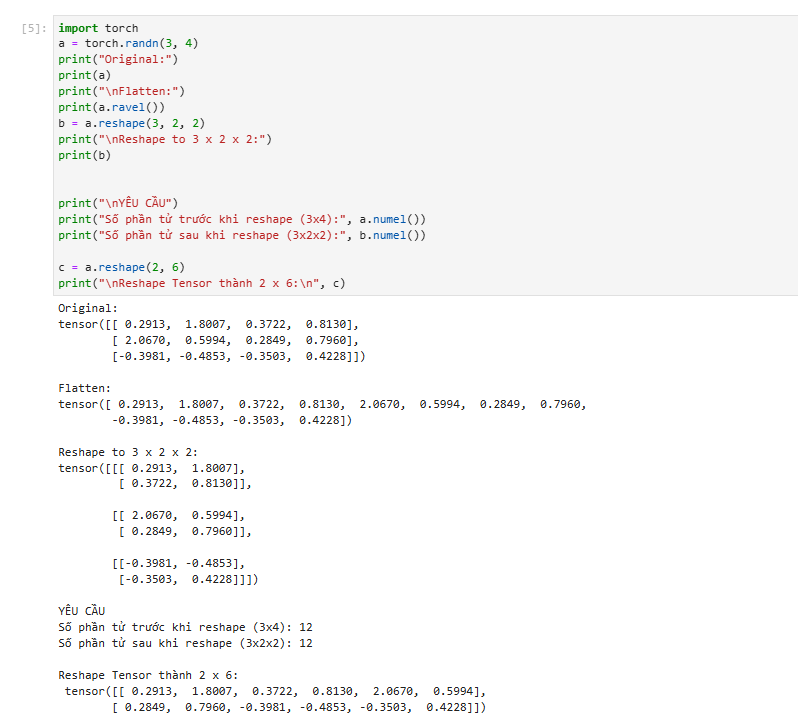 [5]: import torch
a = torch.randn(3, 4)
print("Original:")
print(a)
print("\nFlatten:")
print(a.ravel())
b = a.reshape(3, 2, 2)
print("\nReshape to 3 x 2 x 2:")
print(b)
print("\nYÊU CẦU")
print("Số phần tử trước khi reshape (3x4):", a.numel())
print("Số phần tử sau khi reshape (3x2x2):", b.numel())
c = a.reshape(2, 6)
print("\nReshape Tensor thành 2 x 6:\n", c)
Original:
tensor([[ 0.2913,  1.8007,  0.3722,  0.8130],
        [ 2.0670,  0.5994,  0.2849,  0.7960],
        [-0.3981, -0.4853, -0.3503,  0.4228]])
Flatten:
tensor([ 0.2913,  1.8007,  0.3722,  0.8130,  2.0670,  0.5994,  0.2849,  0.7960,
        -0.3981, -0.4853, -0.3503,  0.4228])
Reshape to 3 x 2 x 2:
tensor([[[ 0.2913,  1.8007],
         [ 0.3722,  0.8130]],
        [[ 2.0670,  0.5994],
         [ 0.2849,  0.7960]],
        [[-0.3981, -0.4853],
         [-0.3503,  0.4228]]])
YÊU CẦU
Số phần tử trước khi reshape (3x4): 12
Số phần tử sau khi reshape (3x2x2): 12
Reshape Tensor thành 2 x 6:
 tensor([[ 0.2913,  1.8007,  0.3722,  0.8130,  2.0670,  0.5994],
        [ 0.2849,  0.7960, -0.3981, -0.4853, -0.3503,  0.4228]])